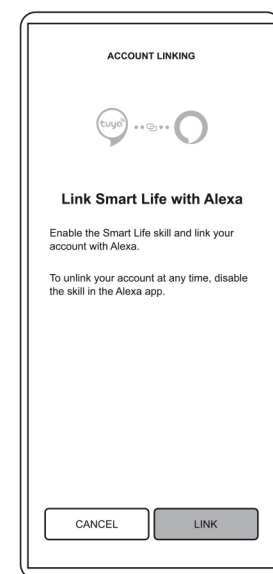 ACCOUNT LINKING
tuya
Link Smart Life with Alexa
Enable the Smart Life skill and link your
account with Alexa.
To unlink your account at any time, disable
the skill in the Alexa app.
CANCEL
LINK